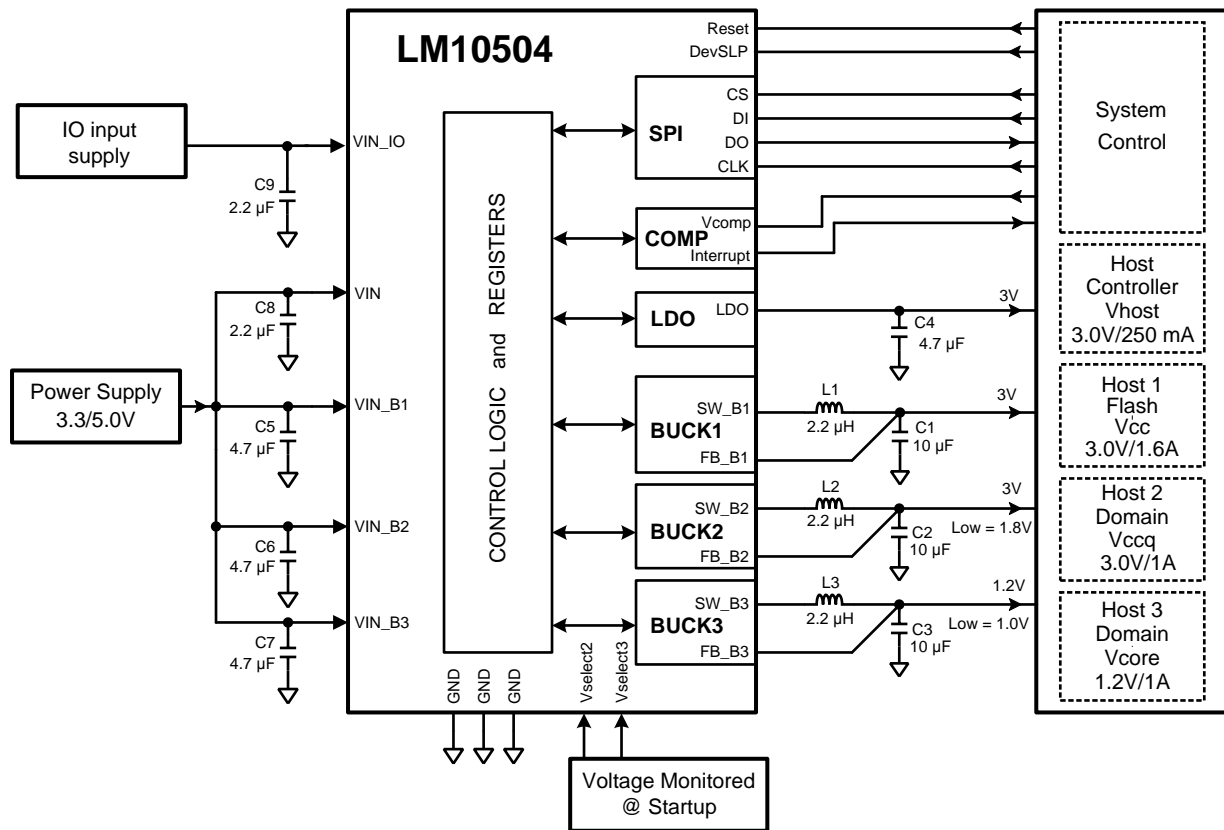 LM10504
IO input
supply
VIN_IO
C9
2.2 µF
VIN
C8
2.2 µF
Power Supply
3.3/5.0V
VIN_B1
C5
4.7 µF
VIN_B2
C6
4.7 µF
VIN_B3
C7
4.7 µF
CONTROL LOGIC and REGISTERS
GND
GND
GND
Vselect2
Vselect3
Voltage Monitored
@ Startup
Reset
DevSLP
SPI
CS
DI
DO
CLK
COMP
Vcomp
Interrupt
LDO
LDO
C4
4.7 µF
3V
BUCK1
SW_B1
FB_B1
L1
2.2 µH
C1
10 µF
3V
BUCK2
SW_B2
FB_B2
L2
2.2 µH
C2
10 µF
3V
Low = 1.8V
BUCK3
SW_B3
FB_B3
L3
2.2 µH
C3
10 µF
1.2V
Low = 1.0V
System
Control
Host
Controller
Vhost
3.0V/250 mA
Host 1
Flash
Vcc
3.0V/1.6A
Host 2
Domain
Vccq
3.0V/1A
Host 3
Domain
Vcore
1.2V/1A